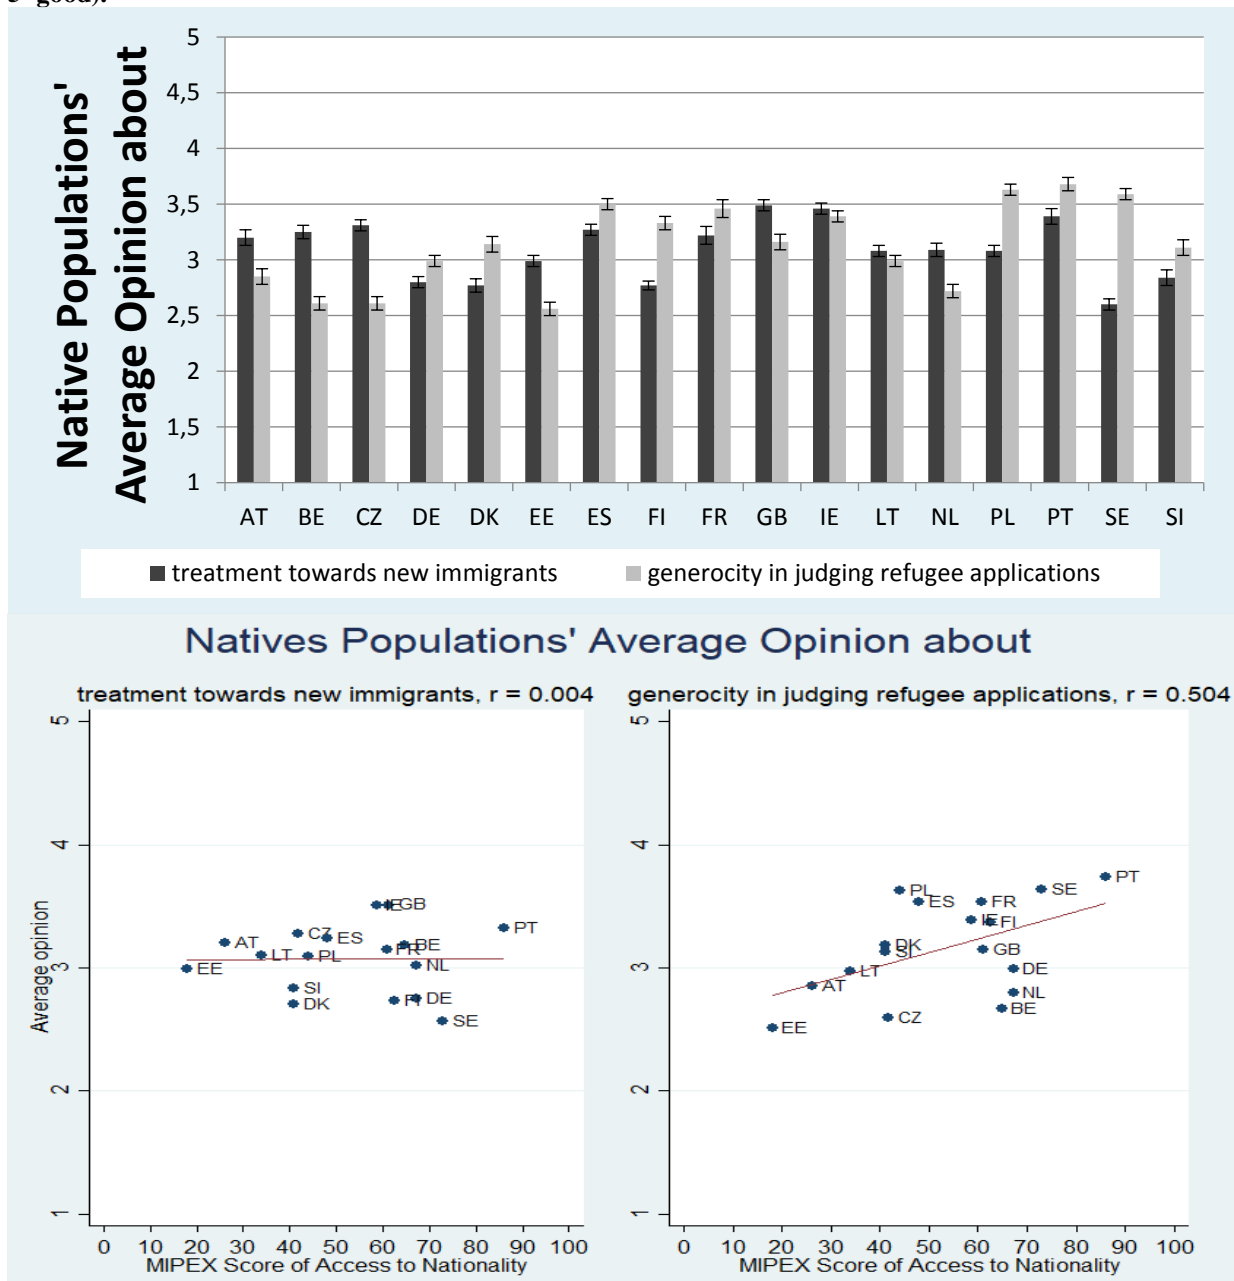 5 good).
Native Populations'
Average Opinion about
5
4,5
4
3,5
3
2,5
2
1,5
1
AT BE CZ DE DK EE ES FI FR GB IE LT NL PL PT SE SI
treatment towards new immigrants generocity in judging refugee applications
Natives Populations' Average Opinion about
treatment towards new immigrants, r = 0.004
Average opinion
5
4
3
2
1
IE GB
PT
CZ ES
AT
BE
FR
LT PL
NL
EE
SI
DE
FI
DK
SE
0 10 20 30 40 50 60 70 80 90 100
MIPEX Score of Access to Nationality
generocity in judging refugee applications, r = 0.504
5
4
3
2
1
PT
PL SE
ES FR
IE FI
DK
SI GB
LT DE
AT
NL
BE
CZ
EE
0 10 20 30 40 50 60 70 80 90 100
MIPEX Score of Access to Nationality